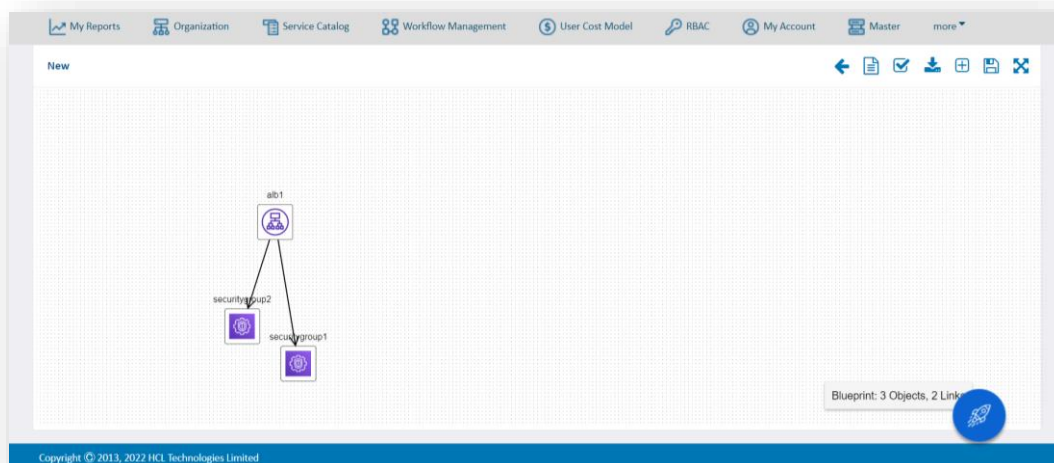 My Reports Organization Service Catalog Workflow Management User Cost Model RBAC My Account Master more
New
alb1
securitygroup2
securitygroup1
Blueprint: 3 Objects, 2 Link
Copyright © 2013, 2022 HCL Technologies Limited